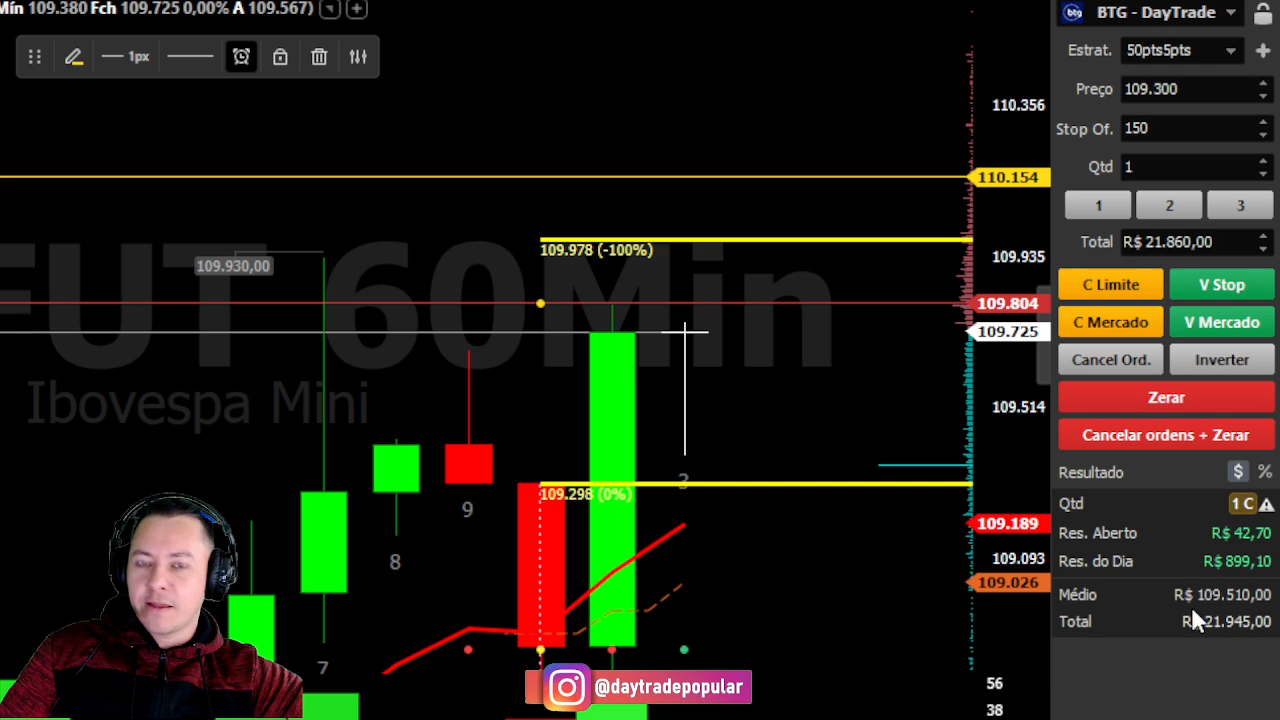 Mín 109.380 Fch 109.725 0,00% A 109.567)
1px
FUT 60Min
Ibovespa Mini
109.930,00
109.978 (-100%)
109.298 (0%)
7
8
9
3
110.356
110.154
109.935
109.804
109.725
109.514
109.189
109.093
109.026
56
38
@daytradepopular
btg BTG - DayTrade
Estrat. 50pts5pts
Preço 109.300
Stop Of. 150
Qtd 1
1 2 3
Total R$ 21.860,00
C Limite V Stop
C Mercado V Mercado
Cancel Ord. Inverter
Zerar
Cancelar ordens + Zerar
Resultado $ %
Qtd 1 C
Res. Aberto R$ 42,70
Res. do Dia R$ 899,10
Médio R$ 109.510,00
Total 21.945,00